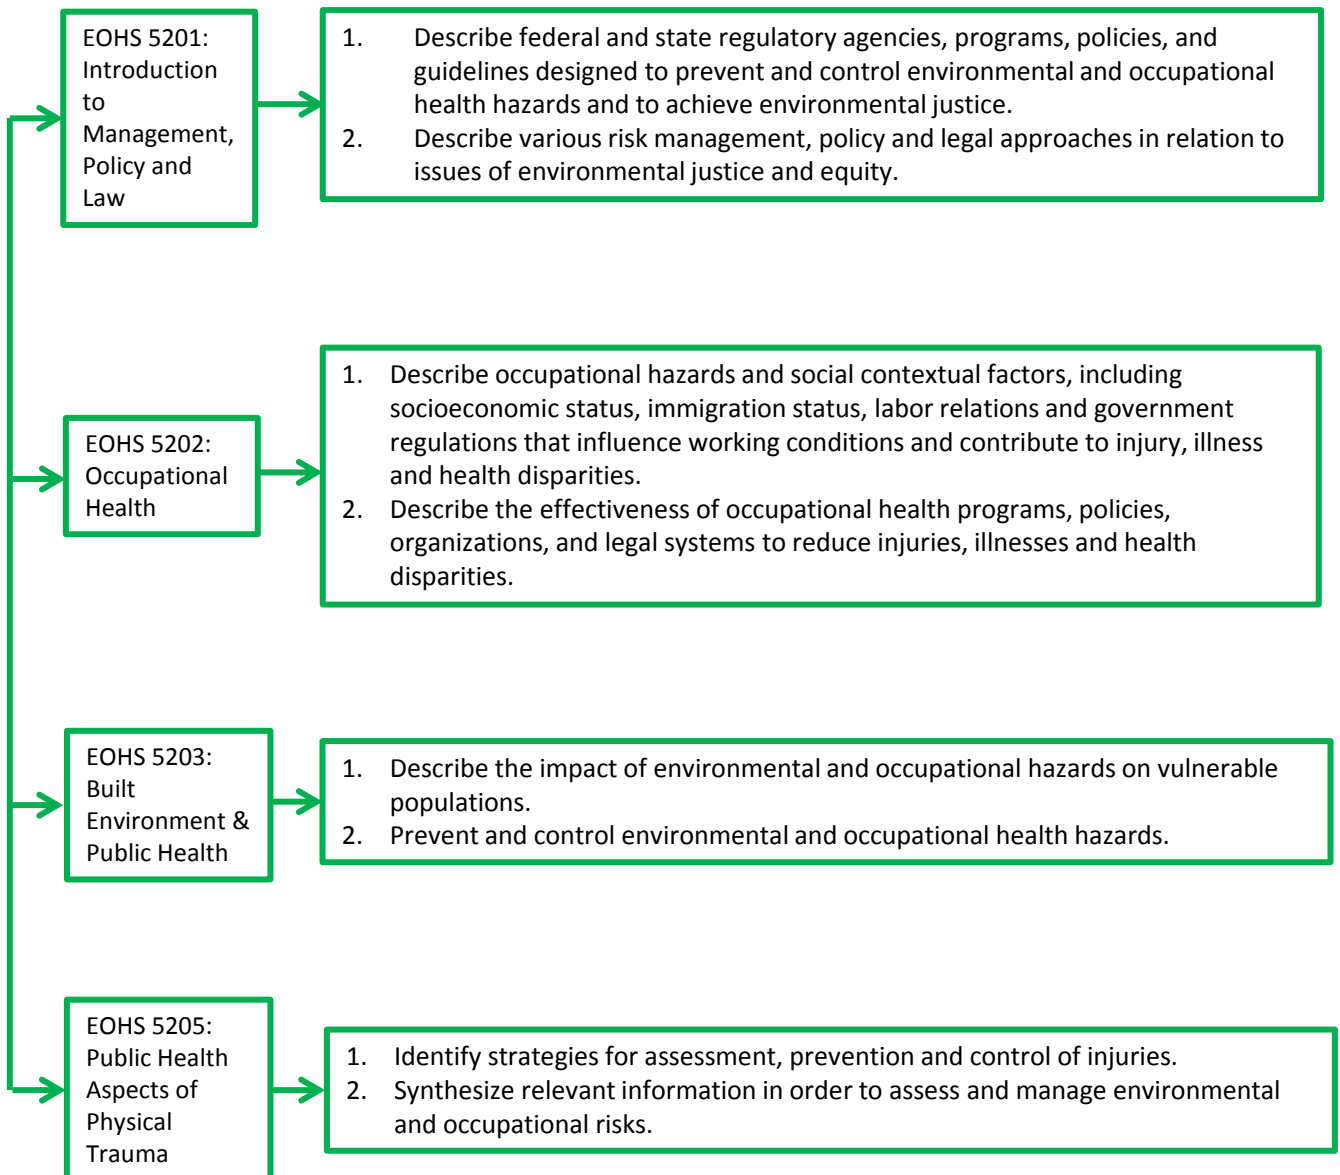 EOHS 5201:
Introduction
to
Management,
Policy and
Law
1. Describe federal and state regulatory agencies, programs, policies, and
guidelines designed to prevent and control environmental and occupational
health hazards and to achieve environmental justice.
2. Describe various risk management, policy and legal approaches in relation to
issues of environmental justice and equity.
EOHS 5202:
Occupational
Health
1. Describe occupational hazards and social contextual factors, including
socioeconomic status, immigration status, labor relations and government
regulations that influence working conditions and contribute to injury, illness
and health disparities.
2. Describe the effectiveness of occupational health programs, policies,
organizations, and legal systems to reduce injuries, illnesses and health
disparities.
EOHS 5203:
Built
Environment &
Public Health
1. Describe the impact of environmental and occupational hazards on vulnerable
populations.
2. Prevent and control environmental and occupational health hazards.
EOHS 5205:
Public Health
Aspects of
Physical
Trauma
1. Identify strategies for assessment, prevention and control of injuries.
2. Synthesize relevant information in order to assess and manage environmental
and occupational risks.